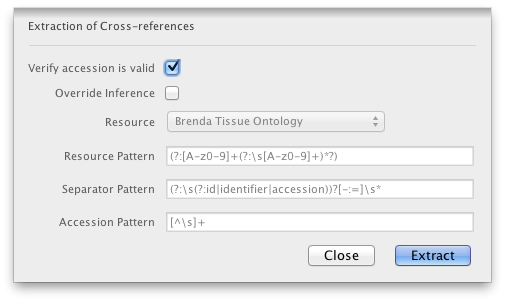 Extraction of Cross-references
Verify accession is valid
Override Inference
Resource Brenda Tissue Ontology
Resource Pattern (?:[A-z0-9]+(?:\s[A-z0-9]+)*?)
Separator Pattern (?:\s(?:id|identifier|accession))?[-:=]\s*
Accession Pattern [^\s]+
Close Extract